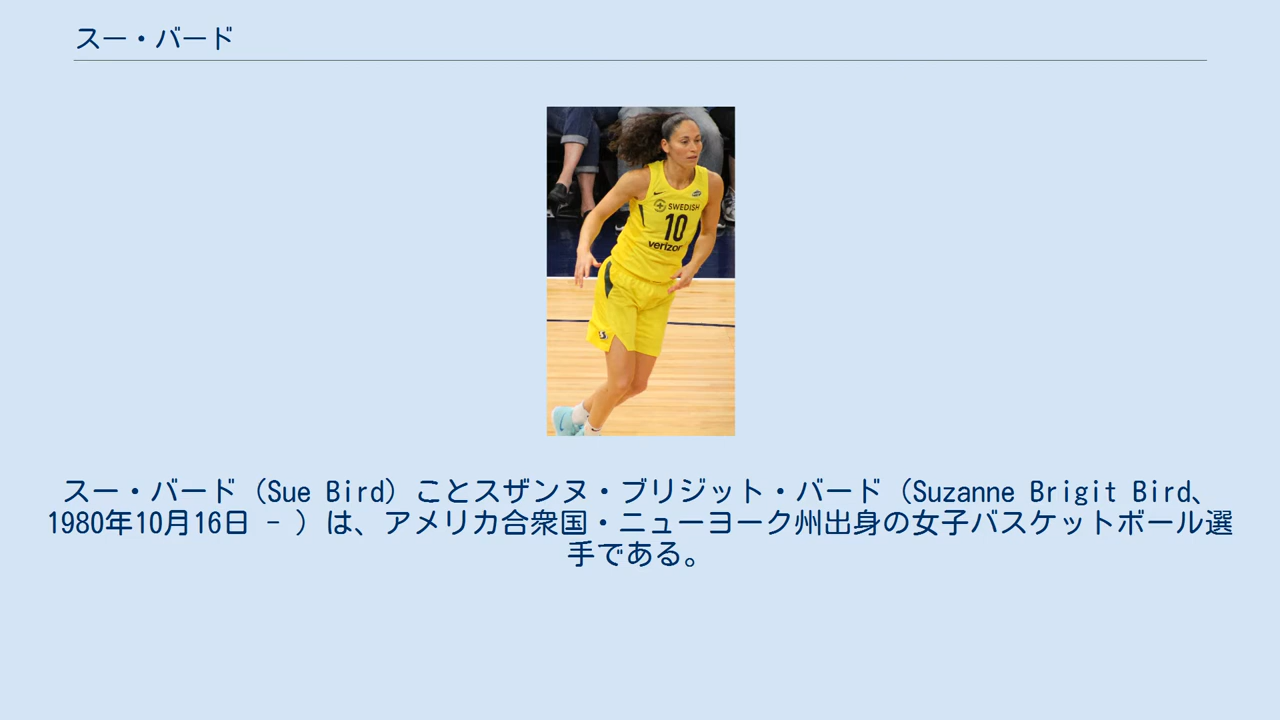 スー・バード
SWEDISH
10
verizon
スー・バード（Sue Bird）ことスザンヌ・ブリジット・バード（Suzanne Brigit Bird、
1980年10月16日 - ）は、アメリカ合衆国・ニューヨーク州出身の女子バスケットボール選
手である。